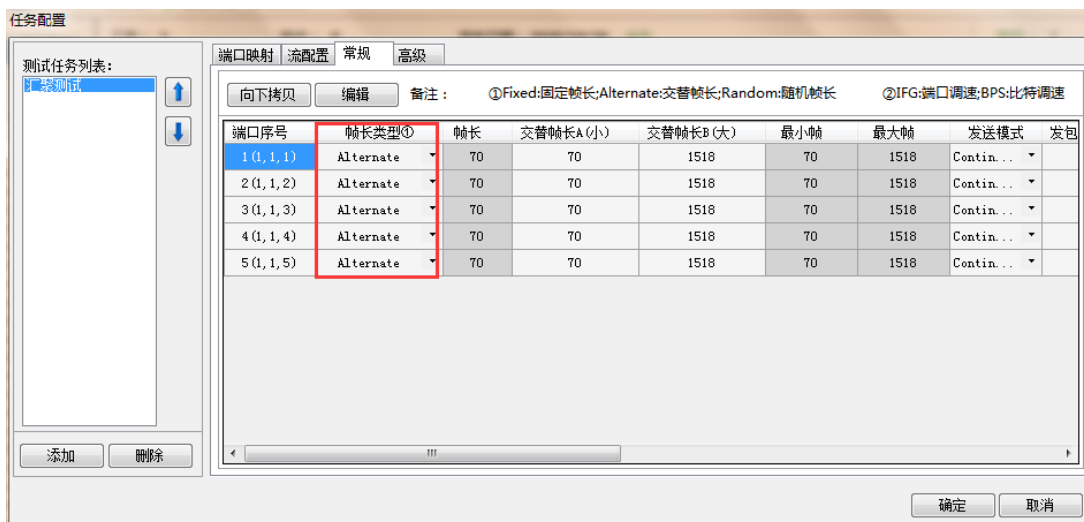 任务配置
测试任务列表:
汇聚测试
添加 删除
端口映射 流配置 常规 高级
向下拷贝 编辑 备注: ①Fixed:固定帧长;Alternate:交替帧长;Random:随机帧长 ②IFG:端口调速;BPS:比特调速
端口序号 帧长类型① 帧长 交替帧长A(小) 交替帧长B(大) 最小帧 最大帧 发送模式 发包
1(1,1,1) Alternate 70 70 1518 70 1518 Contin...
2(1,1,2) Alternate 70 70 1518 70 1518 Contin...
3(1,1,3) Alternate 70 70 1518 70 1518 Contin...
4(1,1,4) Alternate 70 70 1518 70 1518 Contin...
5(1,1,5) Alternate 70 70 1518 70 1518 Contin...
确定 取消